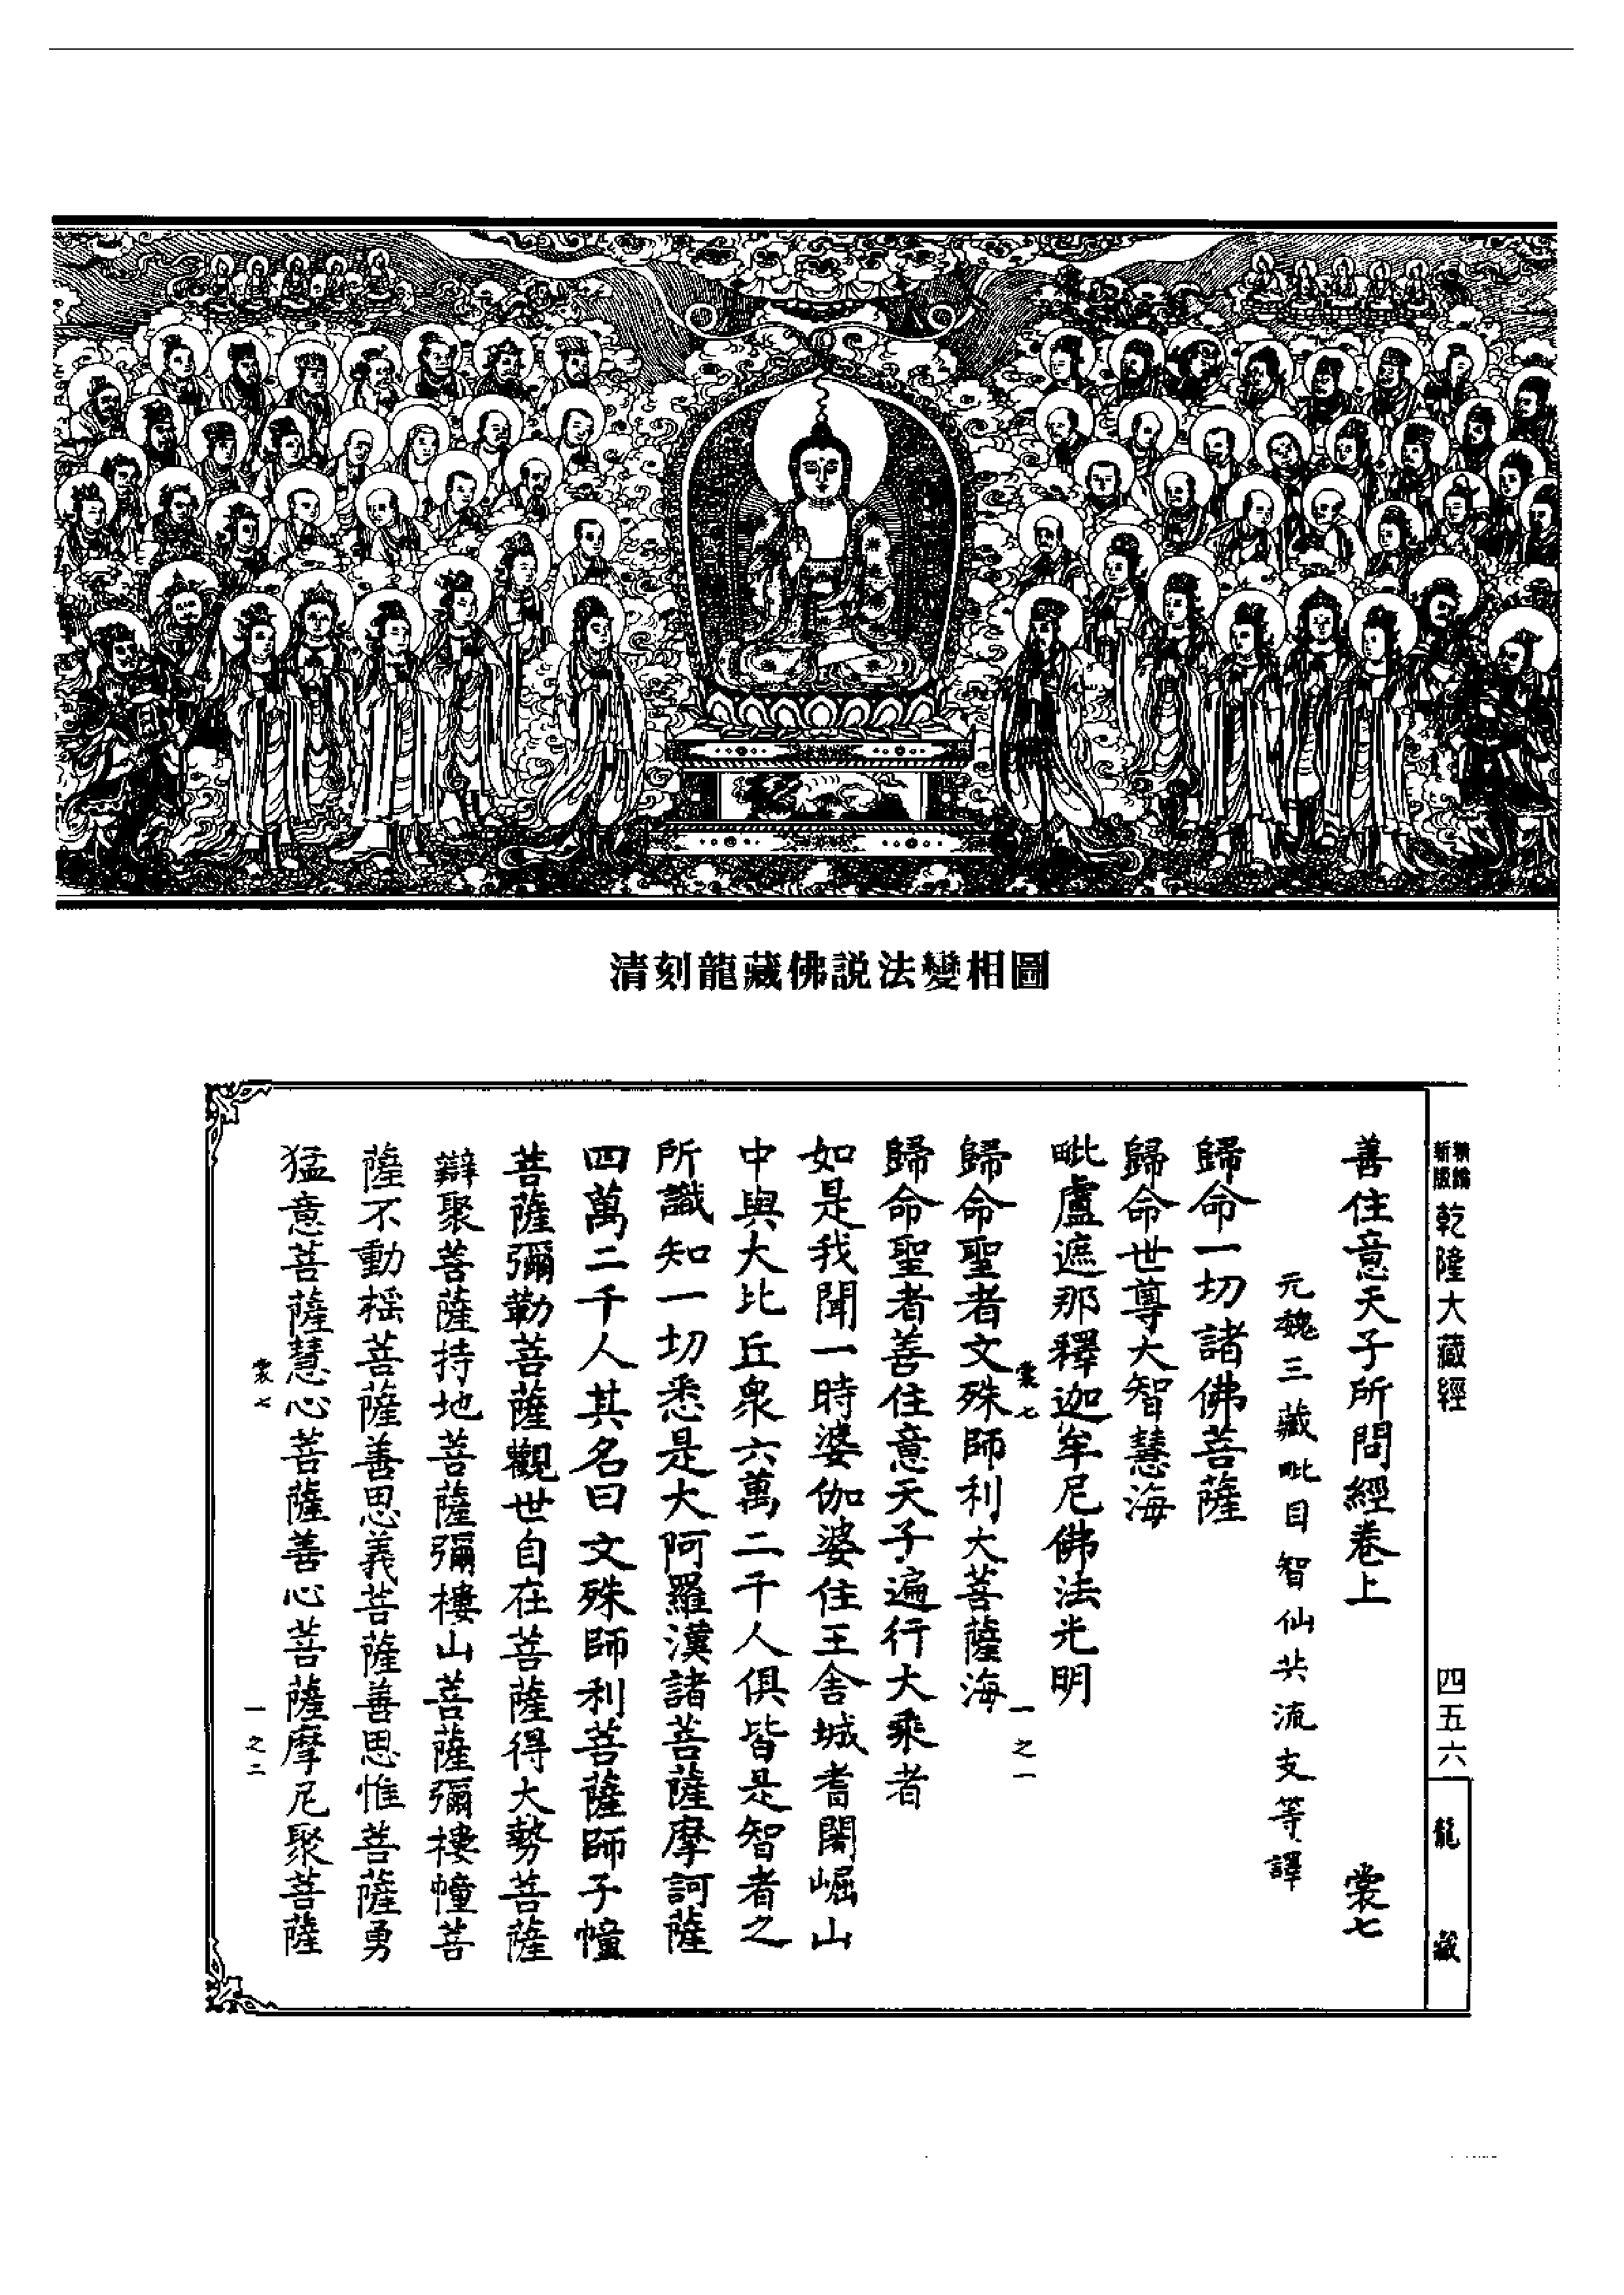 清刻龍藏佛説法變相圖
新編
新版
乾隆大藏經
四五六
龍藏
善住意天子所問經卷上
裳七
元魏三藏毗目智仙共流支等譯
歸命一切諸佛菩薩
歸命世尊大智慧海
毗盧遮那釋迦牟尼佛法光明
裳七
一之一
歸命聖者文殊師利大菩薩海
歸命聖者善住意天子遍行大乘者
如是我聞一時婆伽婆住王舍城耆闍崛山
中與大比丘衆六萬二千人俱皆是智者之
所識知一切悉是大阿羅漢諸菩薩摩訶薩
四萬二千人其名曰文殊師利菩薩師子幢
菩薩彌勒菩薩觀世自在菩薩得大勢菩薩
辯聚菩薩持地菩薩彌樓山菩薩彌樓幢菩
薩不動搖菩薩善思義菩薩善思惟菩薩勇
猛意菩薩慧心菩薩善心菩薩摩尼聚菩薩
裳七
一之二